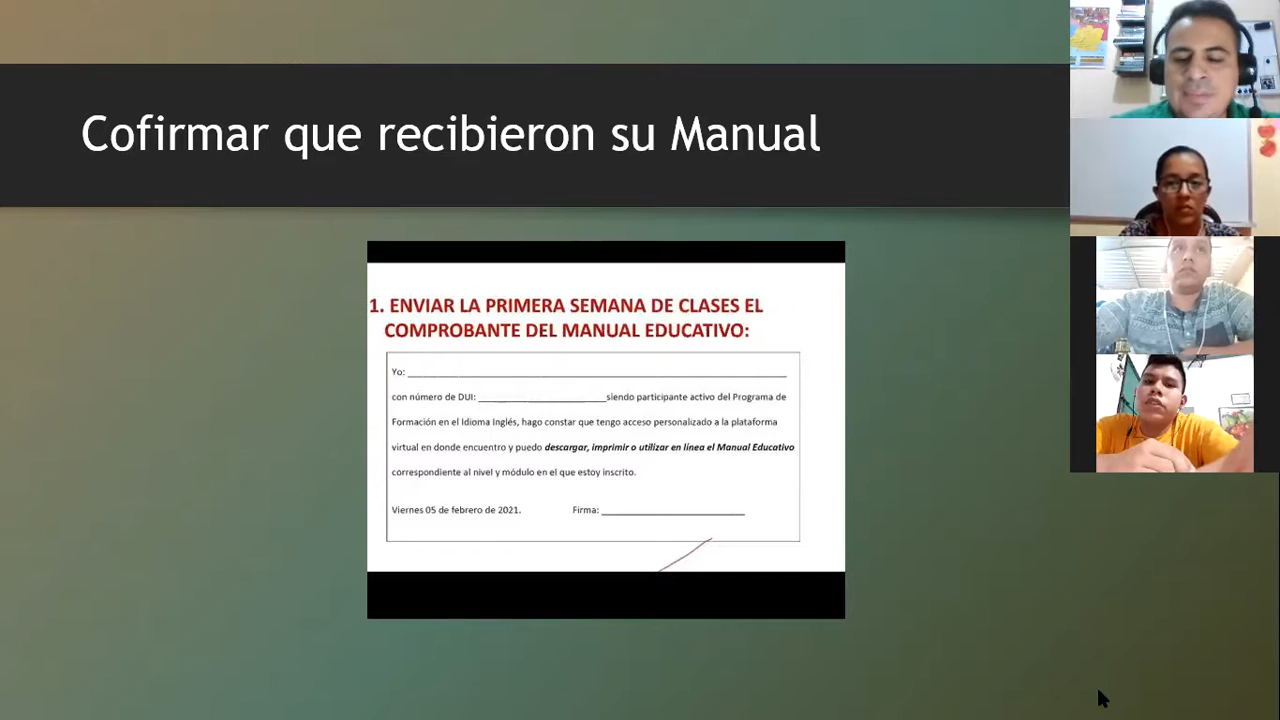 Cofirmar que recibieron su Manual
1. ENVIAR LA PRIMERA SEMANA DE CLASES EL
COMPROBANTE DEL MANUAL EDUCATIVO:
Yo: ______________________________
con número de DUI: ____________________siendo participante activo del Programa de
Formación en el Idioma Inglés, hago constar que tengo acceso personalizado a la plataforma
virtual en donde encuentro y puedo descargar, imprimir o utilizar en línea el Manual Educativo
correspondiente al nivel y módulo en el que estoy inscrito.
Viernes 05 de febrero de 2021. Firma: ____________________